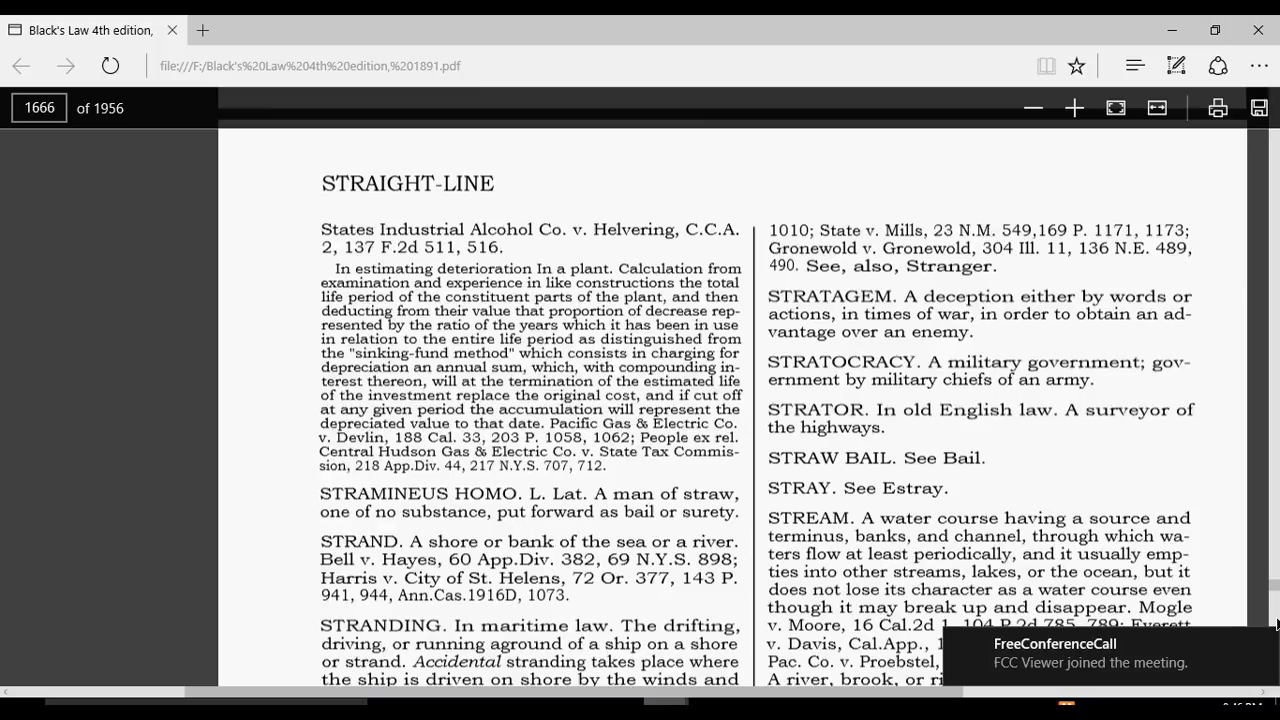 Black's Law 4th edition,
file:///F:/Black's%20Law%204th%20edition,%201891.pdf
1666 of 1956
STRAIGHT-LINE
States Industrial Alcohol Co. v. Helvering, C.C.A.
2, 137 F.2d 511, 516.
In estimating deterioration In a plant. Calculation from
examination and experience in like constructions the total
life period of the constituent parts of the plant, and then
deducting from their value that proportion of decrease rep-
resented by the ratio of the years which it has been in use
in relation to the entire life period as distinguished from
the "sinking-fund method" which consists in charging for
depreciation an annual sum, which, with compounding in-
terest thereon, will at the termination of the estimated life
of the investment replace the original cost, and if cut off
at any given period the accumulation will represent the
depreciated value to that date. Pacific Gas & Electric Co.
v. Devlin, 188 Cal. 33, 203 P. 1058, 1062; People ex rel.
Central Hudson Gas & Electric Co. v. State Tax Commis-
sion, 218 App.Div. 44, 217 N.Y.S. 707, 712.
STRAMINEUS HOMO. L. Lat. A man of straw,
one of no substance, put forward as bail or surety.
STRAND. A shore or bank of the sea or a river.
Bell v. Hayes, 60 App.Div. 382, 69 N.Y.S. 898;
Harris v. City of St. Helens, 72 Or. 377, 143 P.
941, 944, Ann.Cas.1916D, 1073.
STRANDING. In maritime law. The drifting,
driving, or running aground of a ship on a shore
or strand. Accidental stranding takes place where
the ship is driven on shore by the winds and
1010; State v. Mills, 23 N.M. 549,169 P. 1171, 1173;
Gronewold v. Gronewold, 304 Ill. 11, 136 N.E. 489,
490. See, also, Stranger.
STRATAGEM. A deception either by words or
actions, in times of war, in order to obtain an ad-
vantage over an enemy.
STRATOCRACY. A military government; gov-
ernment by military chiefs of an army.
STRATOR. In old English law. A surveyor of
the highways.
STRAW BAIL. See Bail.
STRAY. See Estray.
STREAM. A water course having a source and
terminus, banks, and channel, through which wa-
ters flow at least periodically, and it usually emp-
ties into other streams, lakes, or the ocean, but it
does not lose its character as a water course even
though it may break up and disappear. Mogle
v. Moore, 16 Cal.2d 1, 104 P.2d 785, 789; Everett
v. Davis, Cal.App., 1
Pac. Co. v. Proebstel,
A river, brook, or ri
FreeConferenceCall
FCC Viewer joined the meeting.